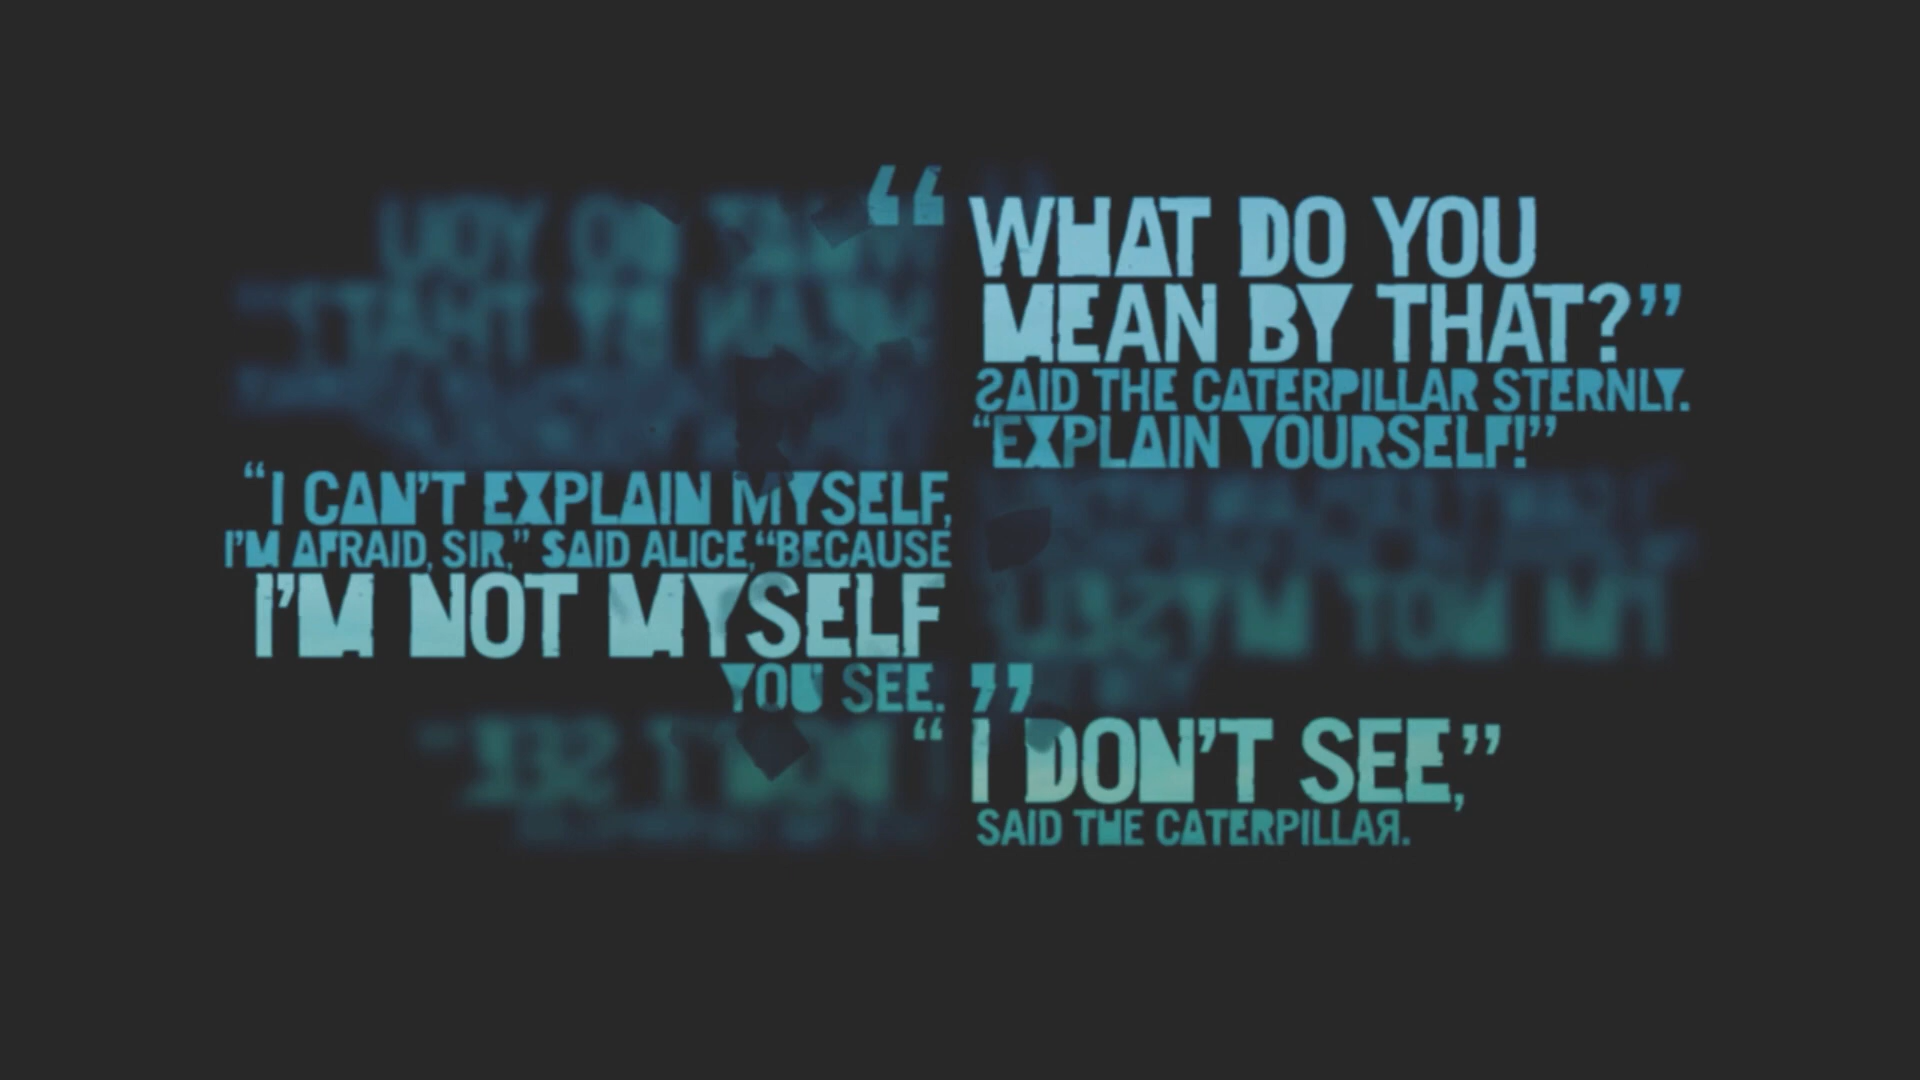 “WHAT DO YOU
MEAN BY THAT?”
SAID THE CATERPILLAR STERNLY.
“EXPLAIN YOURSELF!”
“I CAN’T EXPLAIN MYSELF,
I’M AFRAID, SIR,” SAID ALICE, “BECAUSE
I’M NOT MYSELF
YOU SEE.”
“I DON’T SEE,”
SAID THE CATERPILLAR.